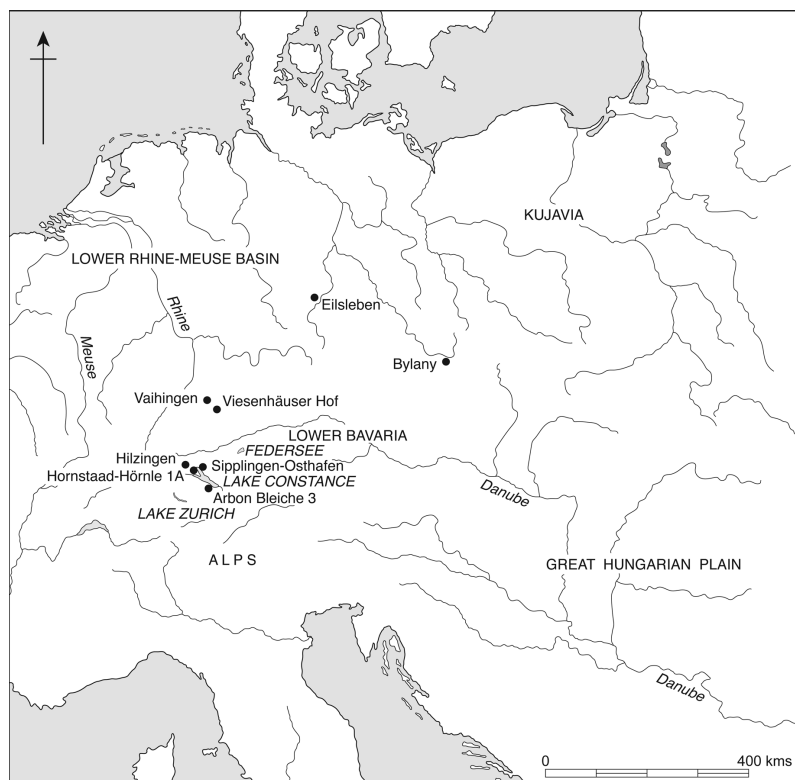 KUJAVIA
LOWER RHINE-MEUSE BASIN
Eilsleben
Rhine
Meuse
Bylany
Vaihingen
Viesenhäuser Hof
LOWER BAVARIA
FEDERSEE
Hilzingen
Sipplingen-Osthafen
Hornstaad-Hörnle 1A
LAKE CONSTANCE
Danube
Arbon Bleiche 3
LAKE ZURICH
ALPS
GREAT HUNGARIAN PLAIN
Danube
0 400 kms